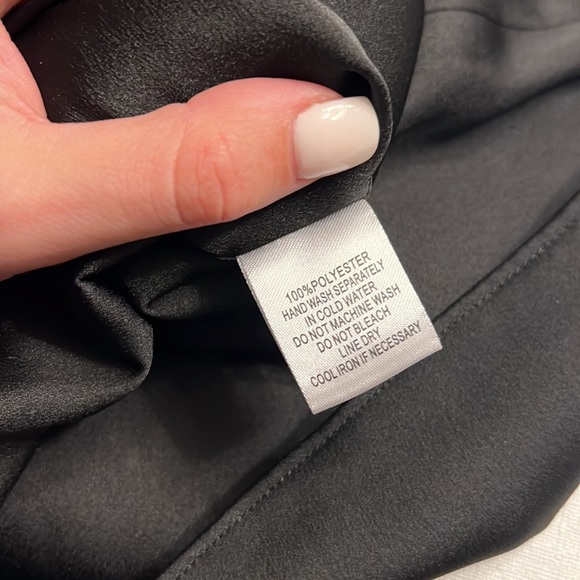 100%POLYESTER
HAND WASH SEPARATELY
IN COLD WATER
DO NOT MACHINE WASH
DO NOT BLEACH
LINE DRY
COOL IRON IF NECESSARY